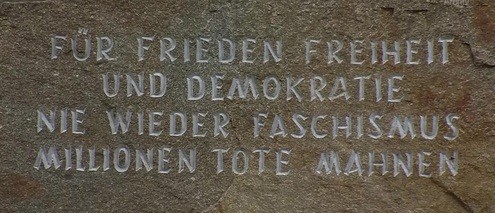 FÜR FRIEDEN FREIHEIT
UND DEMOKRATIE
NIE WIEDER FASCHISMUS
MILLIONEN TOTE MAHNEN